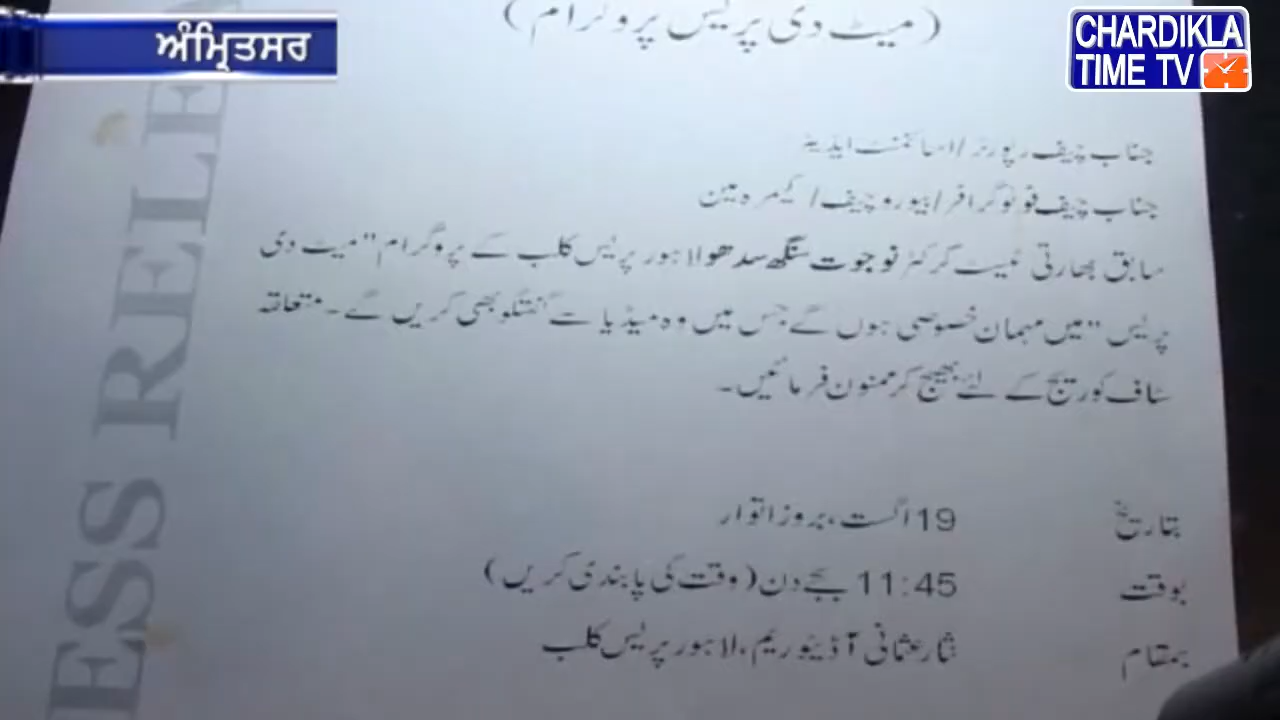 ਅੰਮ੍ਰਿਤਸਰ
CHARDIKLA
TIME TV
(میٹ دی پریس پروگرام)
جناب چیف رپورٹر/اسائنمنٹ ایڈیٹر
جناب چیف فوٹوگرافر/بیوروچیف/کیمرہ مین
سابق بھارتی ٹیسٹ کرکٹر نوجوت سنگھ سدھو لاہور پریس کلب کے پروگرام "میٹ دی
پریس" میں مہمان خصوصی ہوں گے جس میں وہ میڈیا سے گفتگو بھی کریں گے۔ متعلقہ
سٹاف کوریج کے لئے بھیج کر ممنون فرمائیں۔
بتاریخ 19 اگست، بروز اتوار
بوقت 11:45 بجے دن (وقت کی پابندی کریں)
بمقام نثار عثمانی آڈیٹوریم، لاہور پریس کلب
ESS RELE